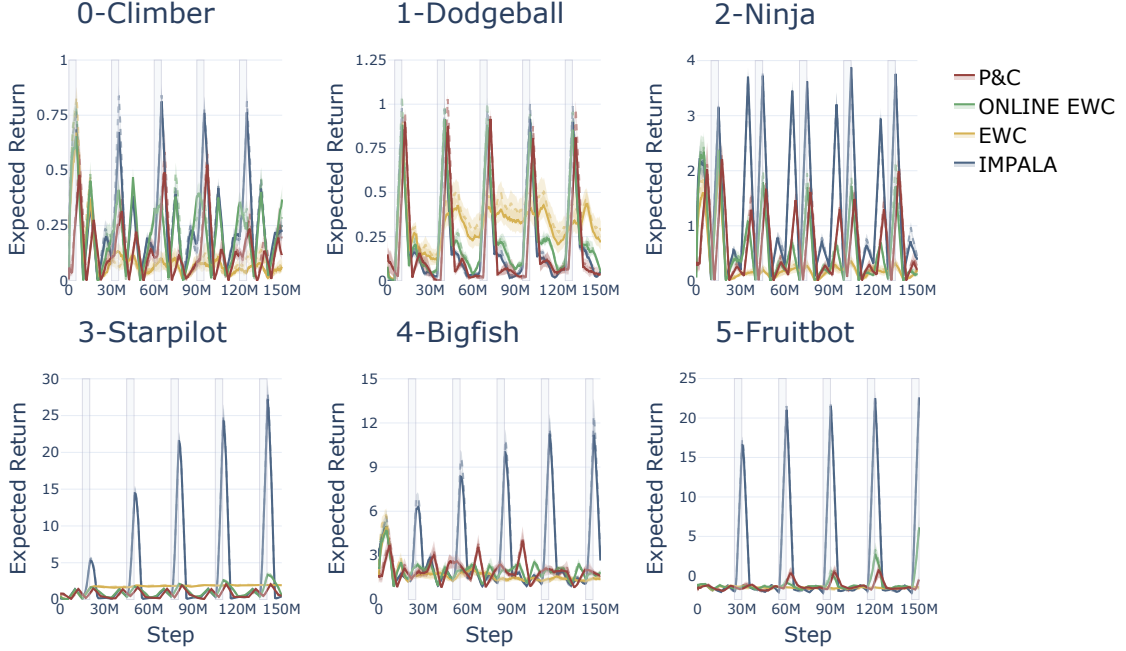 0-Climber
1-Dodgeball
2-Ninja
Expected Return
1
0.75
0.5
0.25
0
0
30M
60M
90M
120M
150M
Expected Return
1.25
1
0.75
0.5
0.25
0
0
30M
60M
90M
120M
150M
Expected Return
4
3
2
1
0
0
30M
60M
90M
120M
150M
P&C
ONLINE EWC
EWC
IMPALA
3-Starpilot
4-Bigfish
5-Fruitbot
Expected Return
30
25
20
15
10
5
0
0
30M
60M
90M
120M
150M
Step
Expected Return
15
12
9
6
3
0
0
30M
60M
90M
120M
150M
Step
Expected Return
25
20
15
10
5
0
0
30M
60M
90M
120M
150M
Step